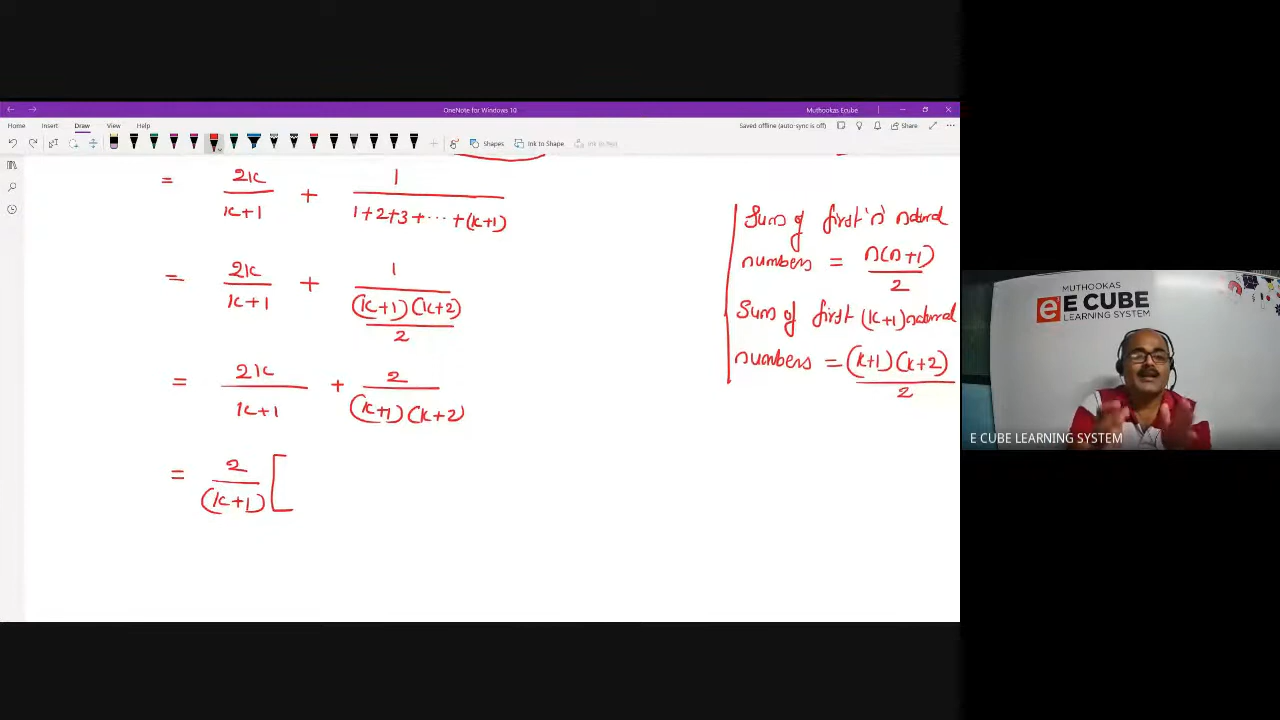 OneNote for Windows 10
Muthookas Ecube
Home Insert Draw View Help
Saved offline (auto-sync is off)
Share
Shapes
Ink to Shape
= 2k/(k+1) + 1/(1+2+3+⋯+(k+1))
= 2k/(k+1) + 1/((k+1)(k+2)/2)
= 2k/(k+1) + 2/((k+1)(k+2))
= 2/(k+1) [
Sum of first 'n' natural
numbers = n(n+1)/2
Sum of first (k+1) natural
numbers = (k+1)(k+2)/2
MUTHOOKAS
e E CUBE
LEARNING SYSTEM
E CUBE LEARNING SYSTEM